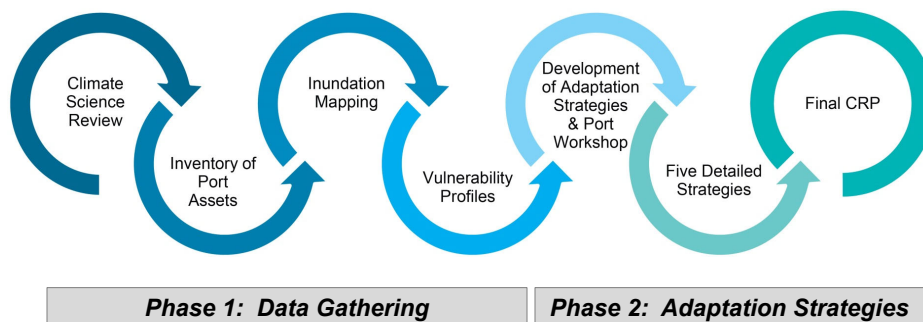 Climate
Science
Review
Inventory of
Port
Assets
Inundation
Mapping
Vulnerability
Profiles
Development
of Adaptation
Strategies
& Port
Workshop
Five Detailed
Strategies
Final CRP
Phase 1: Data Gathering
Phase 2: Adaptation Strategies